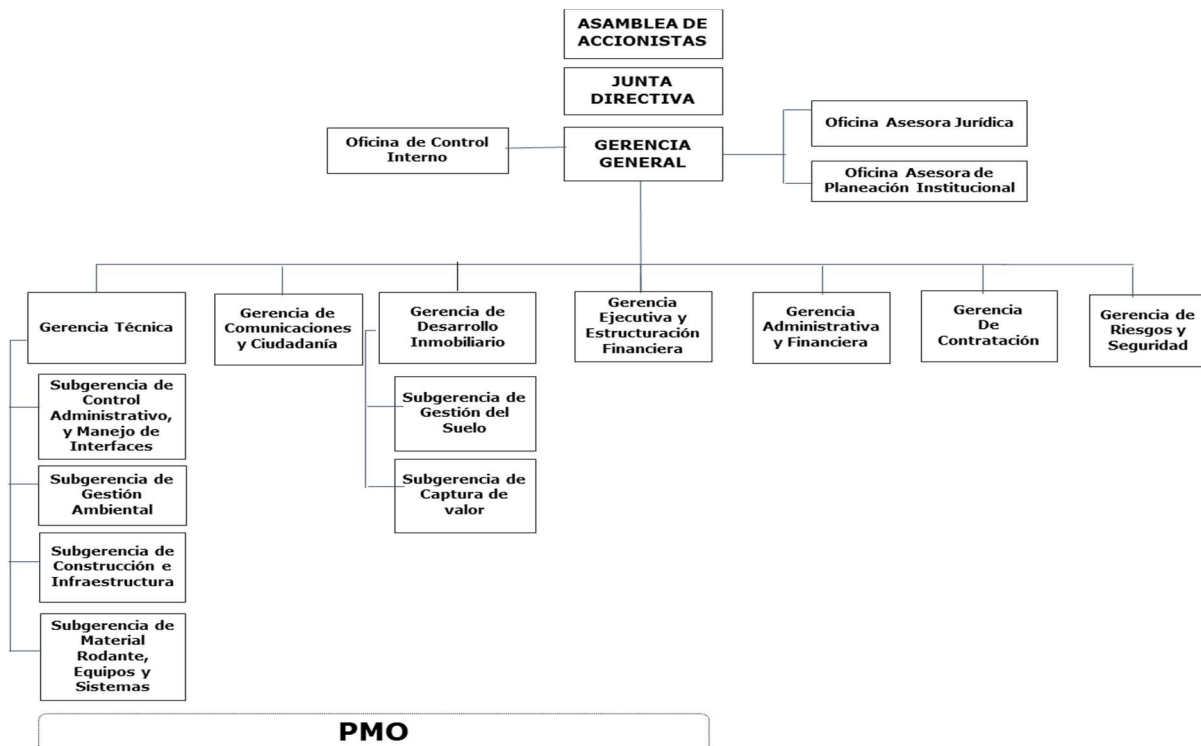 ASAMBLEA DE
ACCIONISTAS
JUNTA
DIRECTIVA
Oficina de Control
Interno
GERENCIA
GENERAL
Oficina Asesora Jurídica
Oficina Asesora de
Planeación Institucional
Gerencia Técnica
Gerencia de
Comunicaciones
y Ciudadanía
Gerencia de
Desarrollo
Inmobiliario
Gerencia
Ejecutiva y
Estructuración
Financiera
Gerencia
Administrativa
y Financiera
Gerencia
De
Contratación
Gerencia de
Riesgos y
Seguridad
Subgerencia de
Control
Administrativo,
y Manejo de
Interfaces
Subgerencia de
Gestión
Ambiental
Subgerencia de
Construcción e
Infraestructura
Subgerencia de
Material
Rodante,
Equipos y
Sistemas
Subgerencia de
Gestión del
Suelo
Subgerencia de
Captura de
valor
PMO